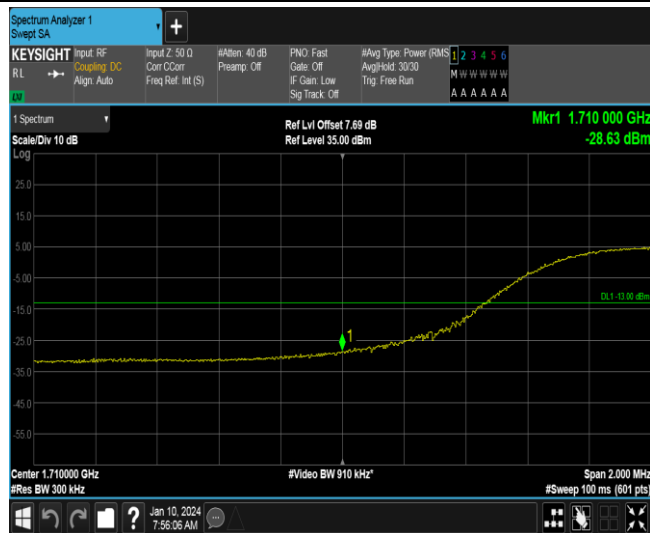 Spectrum Analyzer 1
Swept SA
+
KEYSIGHT
RL
Input: RF
Coupling: DC
Align: Auto
Input Z: 50 Ω
Corr CCorr
Freq Ref: Int (S)
#Atten: 40 dB
Preamp: Off
PNO: Fast
Gate: Off
IF Gain: Low
Sig Track: Off
#Avg Type: Power (RMS
Avg|Hold: 30/30
Trig: Free Run
1 2 3 4 5 6
M W W W W W
A A A A A A
1 Spectrum
Scale/Div 10 dB
Log
Ref Lvl Offset 7.69 dB
Ref Level 35.00 dBm
Mkr1 1.710 000 GHz
-28.63 dBm
25.0
15.0
5.00
-5.00
-15.0
-25.0
-35.0
-45.0
-55.0
DL1 -13.00 dBm
1
Center 1.710000 GHz
#Res BW 300 kHz
#Video BW 910 kHz*
Span 2.000 MHz
#Sweep 100 ms (601 pts)
?
Jan 10, 2024
7:56:06 AM